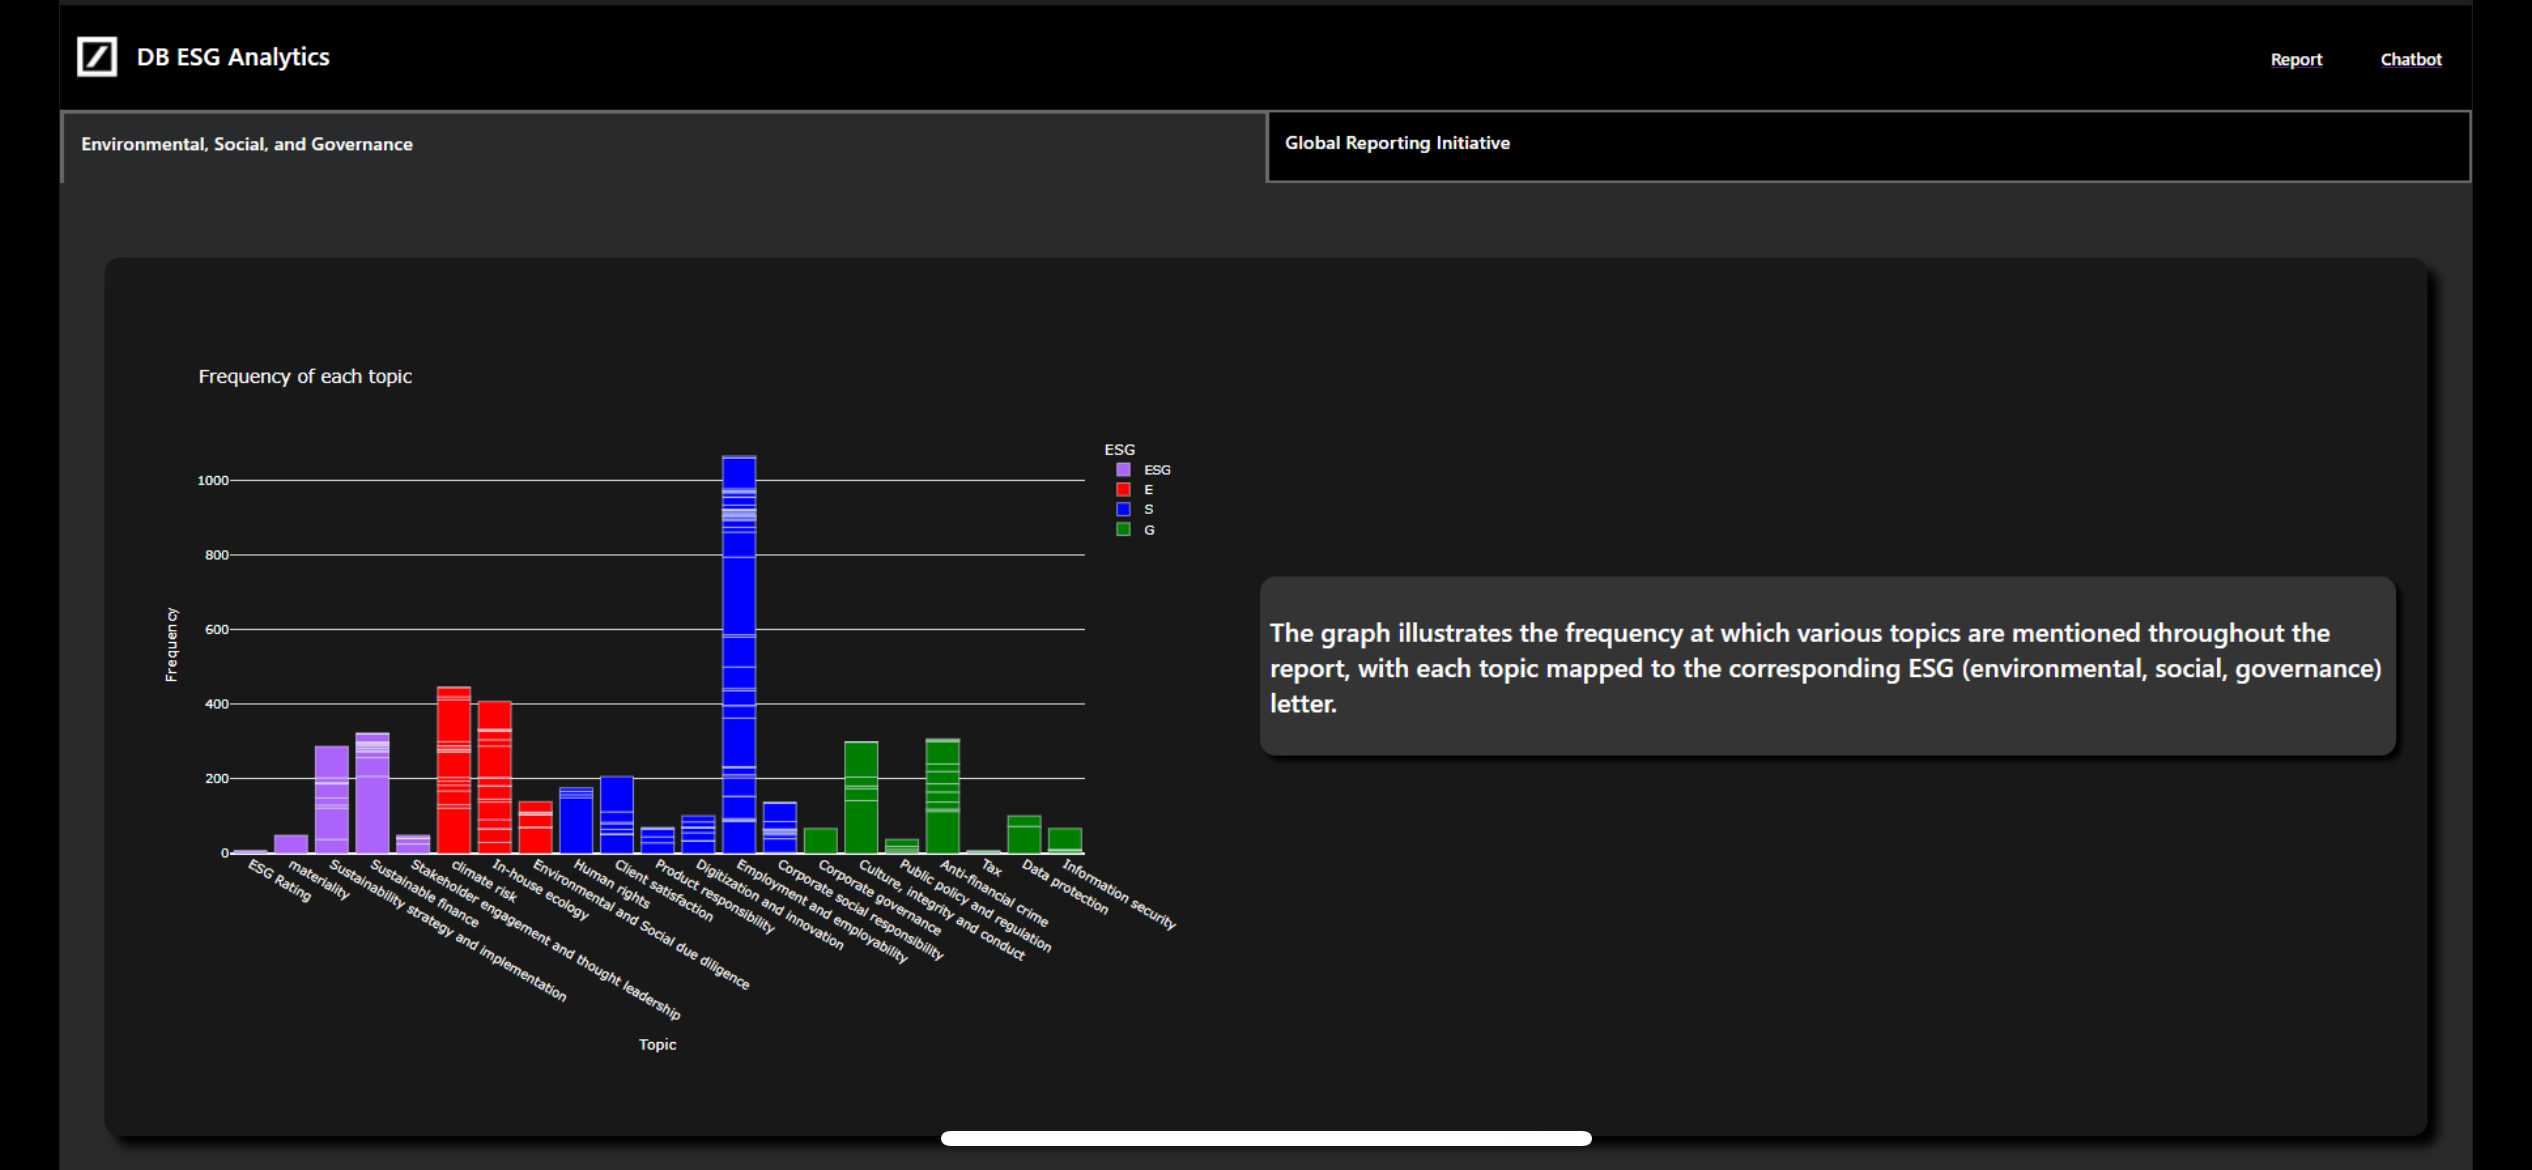 DB ESG Analytics
Report
Chatbot
Environmental, Social, and Governance
Global Reporting Initiative
Frequency of each topic
ESG
ESG
E
S
G
1000
800
600
400
200
0
Frequency
ESG Rating
materiality
Sustainability strategy and implementation
Sustainable finance
Stakeholder engagement and thought leadership
climate risk
In-house ecology
Environmental and Social due diligence
Human rights
Client satisfaction
Product responsibility
Digitization and innovation
Employment and employability
Corporate social responsibility
Corporate governance
Culture, integrity and conduct
Public policy and regulation
Anti-financial crime
Tax
Data protection
Information security
Topic
The graph illustrates the frequency at which various topics are mentioned throughout the
report, with each topic mapped to the corresponding ESG (environmental, social, governance)
letter.